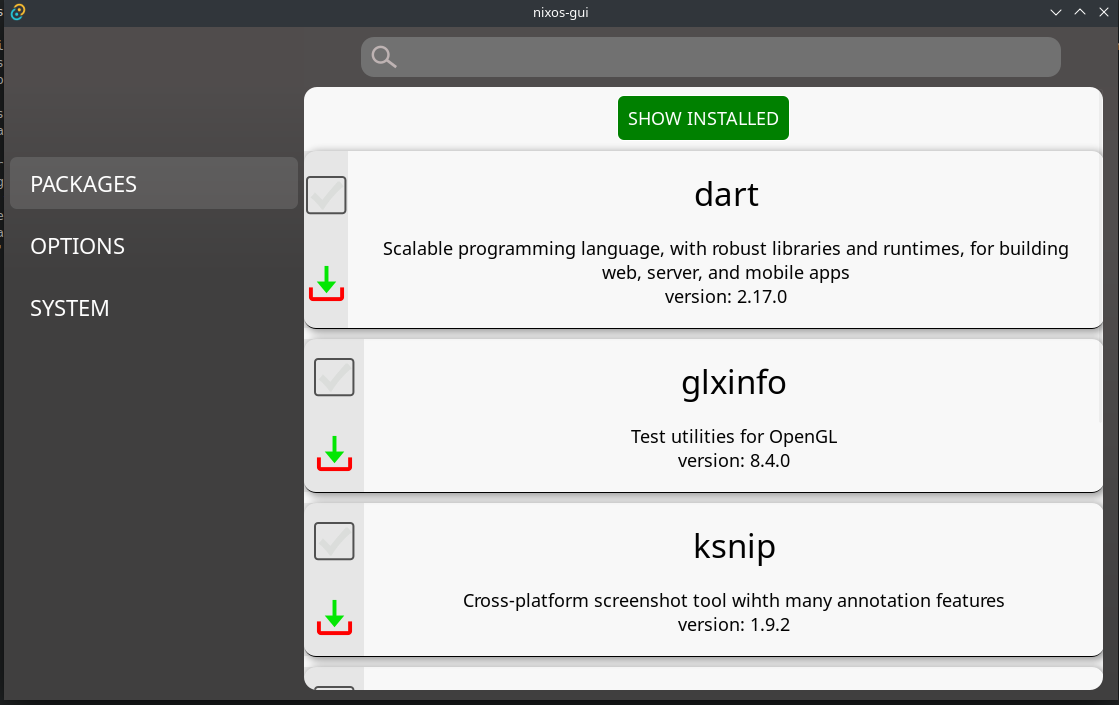 nixos-gui
PACKAGES
OPTIONS
SYSTEM
SHOW INSTALLED
dart
Scalable programming language, with robust libraries and runtimes, for building
web, server, and mobile apps
version: 2.17.0
glxinfo
Test utilities for OpenGL
version: 8.4.0
ksnip
Cross-platform screenshot tool wihth many annotation features
version: 1.9.2